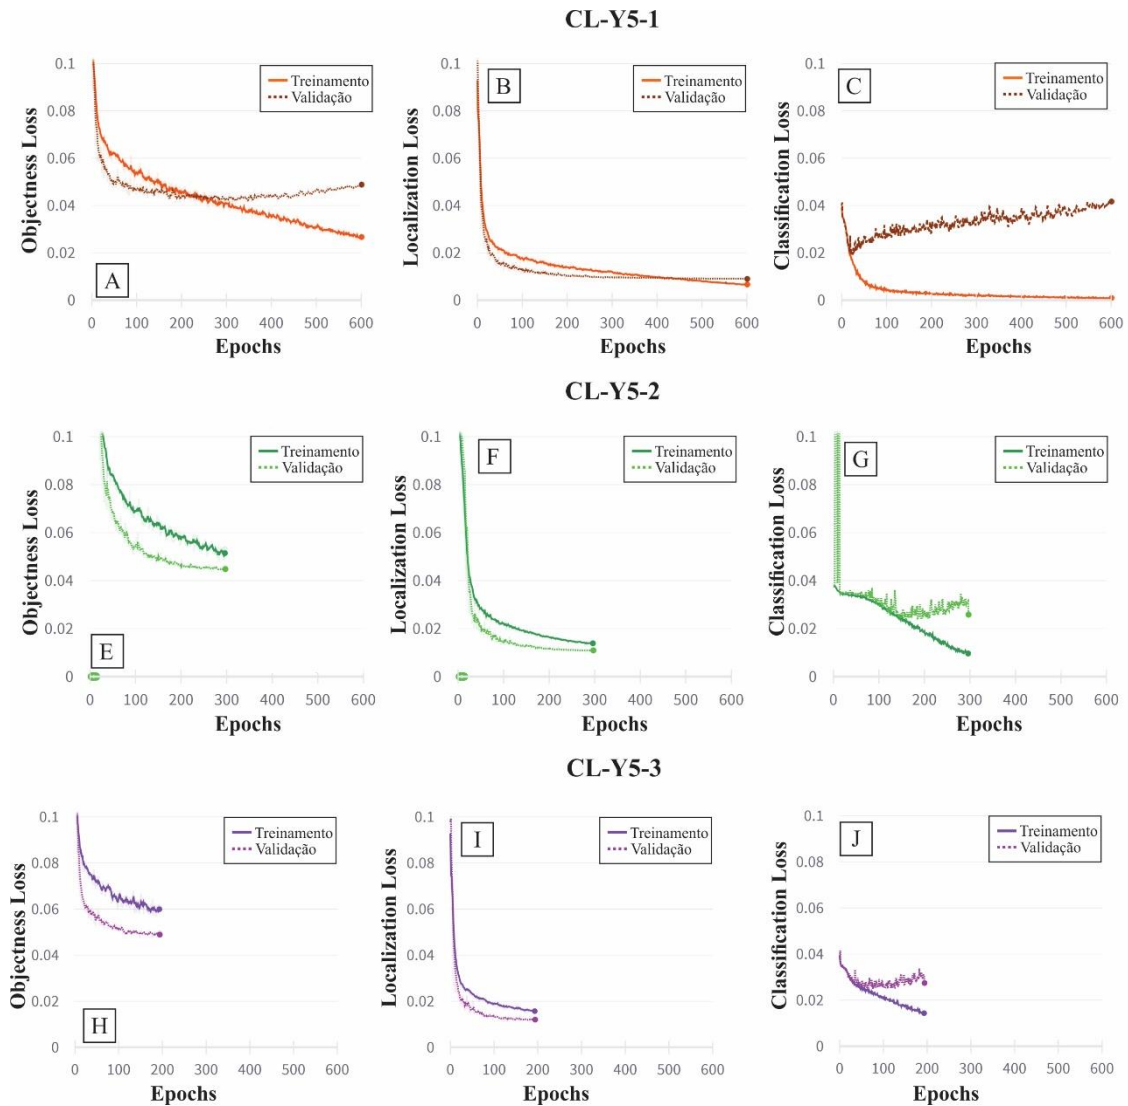 CL-Y5-1
Objectness Loss
0.1
0.08
0.06
0.04
0.02
0
Treinamento
Validação
A
0 100 200 300 400 500 600
Epochs
Localization Loss
0.1
0.08
0.06
0.04
0.02
0
B
Treinamento
Validação
0 100 200 300 400 500 600
Epochs
Classification Loss
0.1
0.08
0.06
0.04
0.02
0
C
Treinamento
Validação
0 100 200 300 400 500 600
Epochs
CL-Y5-2
Objectness Loss
0.1
0.08
0.06
0.04
0.02
0
Treinamento
Validação
E
0 100 200 300 400 500 600
Epochs
Localization Loss
0.1
0.08
0.06
0.04
0.02
0
F
Treinamento
Validação
0 100 200 300 400 500 600
Epochs
Classification Loss
0.1
0.08
0.06
0.04
0.02
0
G
Treinamento
Validação
0 100 200 300 400 500 600
Epochs
CL-Y5-3
Objectness Loss
0.1
0.08
0.06
0.04
0.02
0
Treinamento
Validação
H
0 100 200 300 400 500 600
Epochs
Localization Loss
0.1
0.08
0.06
0.04
0.02
0
I
Treinamento
Validação
0 100 200 300 400 500 600
Epochs
Classification Loss
0.1
0.08
0.06
0.04
0.02
0
J
Treinamento
Validação
0 100 200 300 400 500 600
Epochs